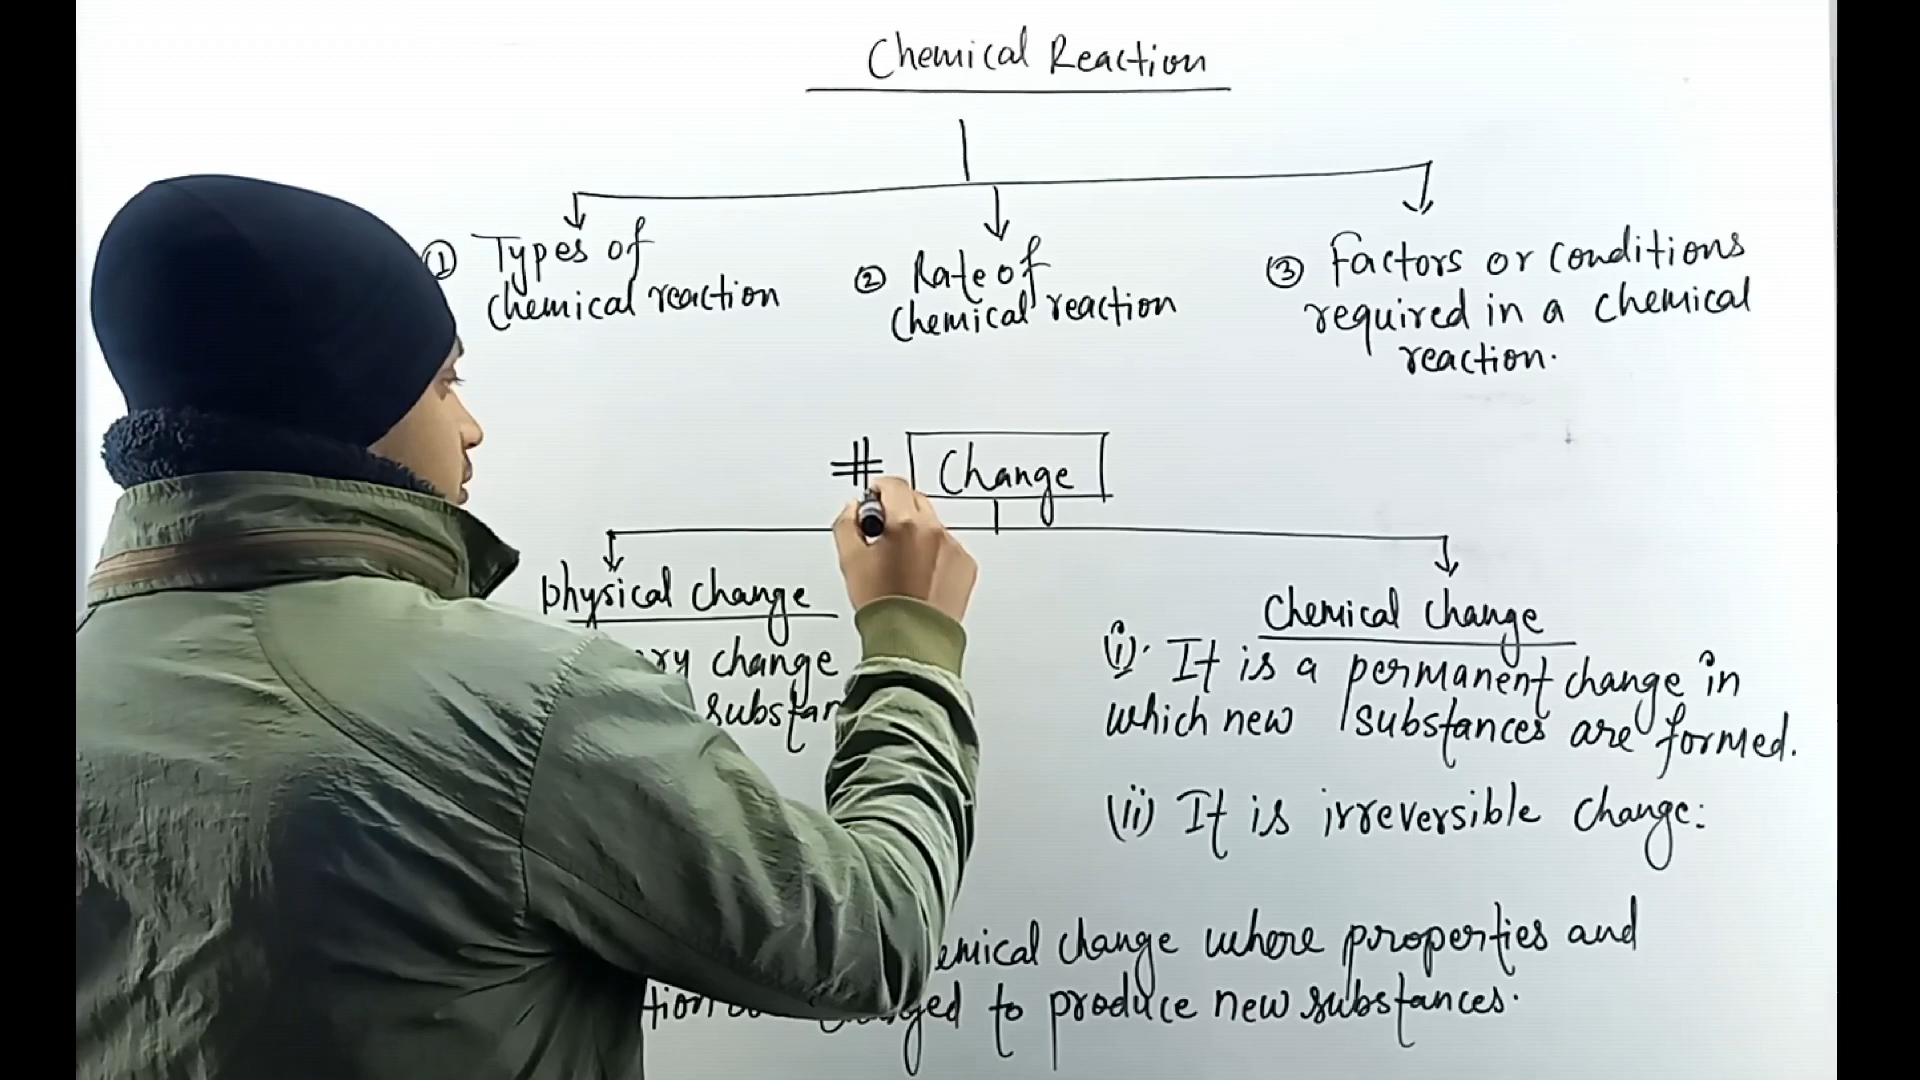 Chemical Reaction
① Types of
chemical reaction
② Rate of
chemical reaction
③ Factors or conditions
required in a chemical
reaction.
# Change
physical change
change
Chemical change
(i). It is a permanent change in
which new substances are formed.
(ii) It is irreversible change:
change where properties and
to produce new substances.